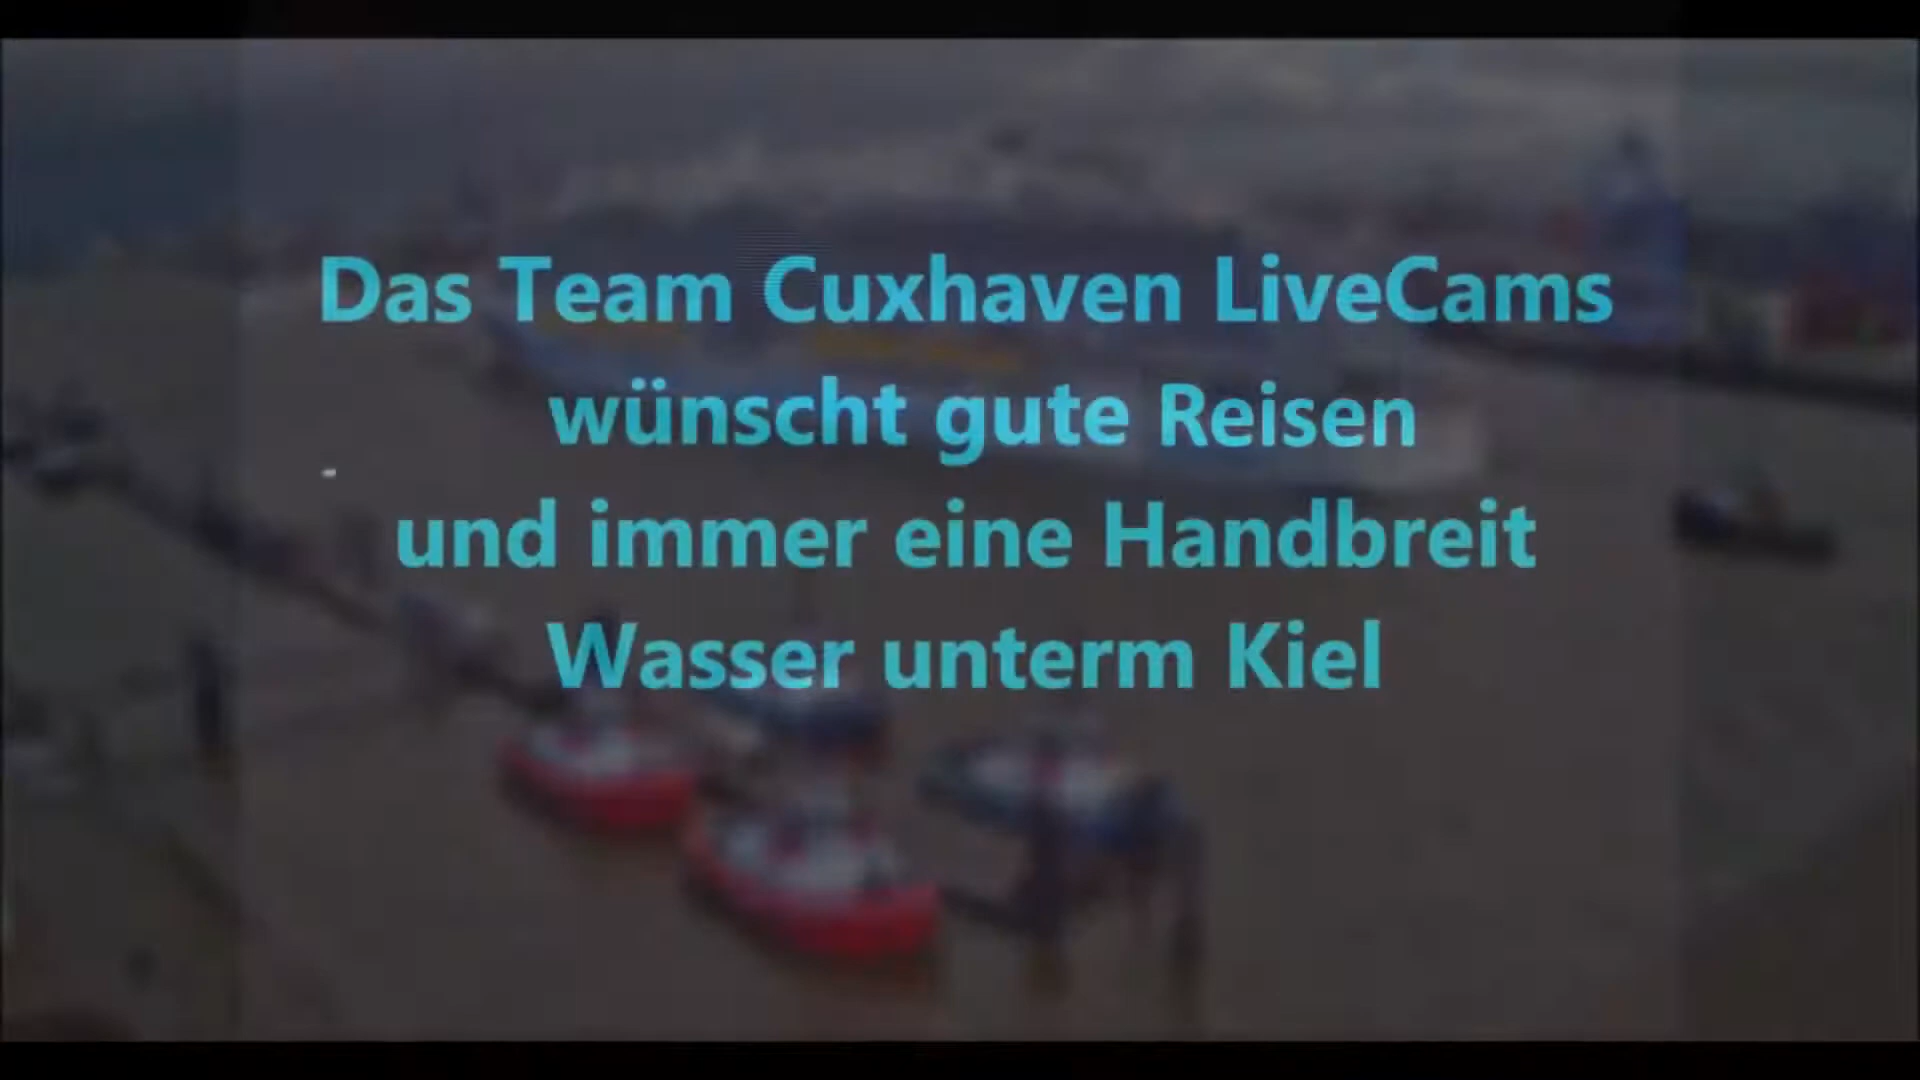 Das Team Cuxhaven LiveCams
wünscht gute Reisen
und immer eine Handbreit
Wasser unterm Kiel